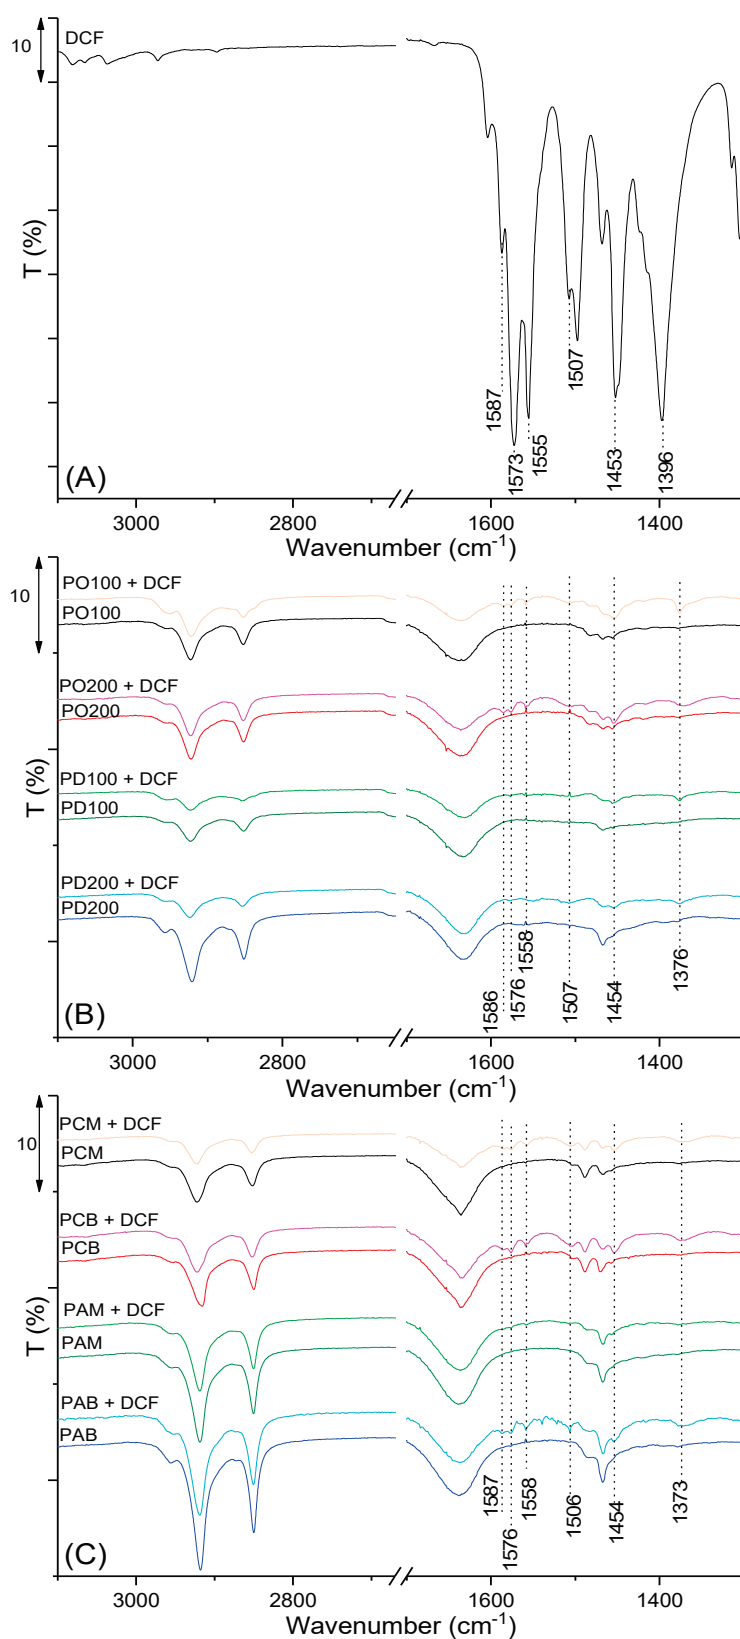 DCF
10
T (%)
1587
1573
1555
1507
1453
1396
(A)
3000
2800
1600
1400
Wavenumber (cm-1)
10
PO100 + DCF
PO100
PO200 + DCF
PO200
PD100 + DCF
PD100
PD200 + DCF
PD200
T (%)
1586
1576
1558
1507
1454
1376
(B)
3000
2800
1600
1400
Wavenumber (cm-1)
10
PCM + DCF
PCM
PCB + DCF
PCB
PAM + DCF
PAM
PAB + DCF
PAB
T (%)
1587
1576
1558
1506
1454
1373
(C)
3000
2800
1600
1400
Wavenumber (cm-1)